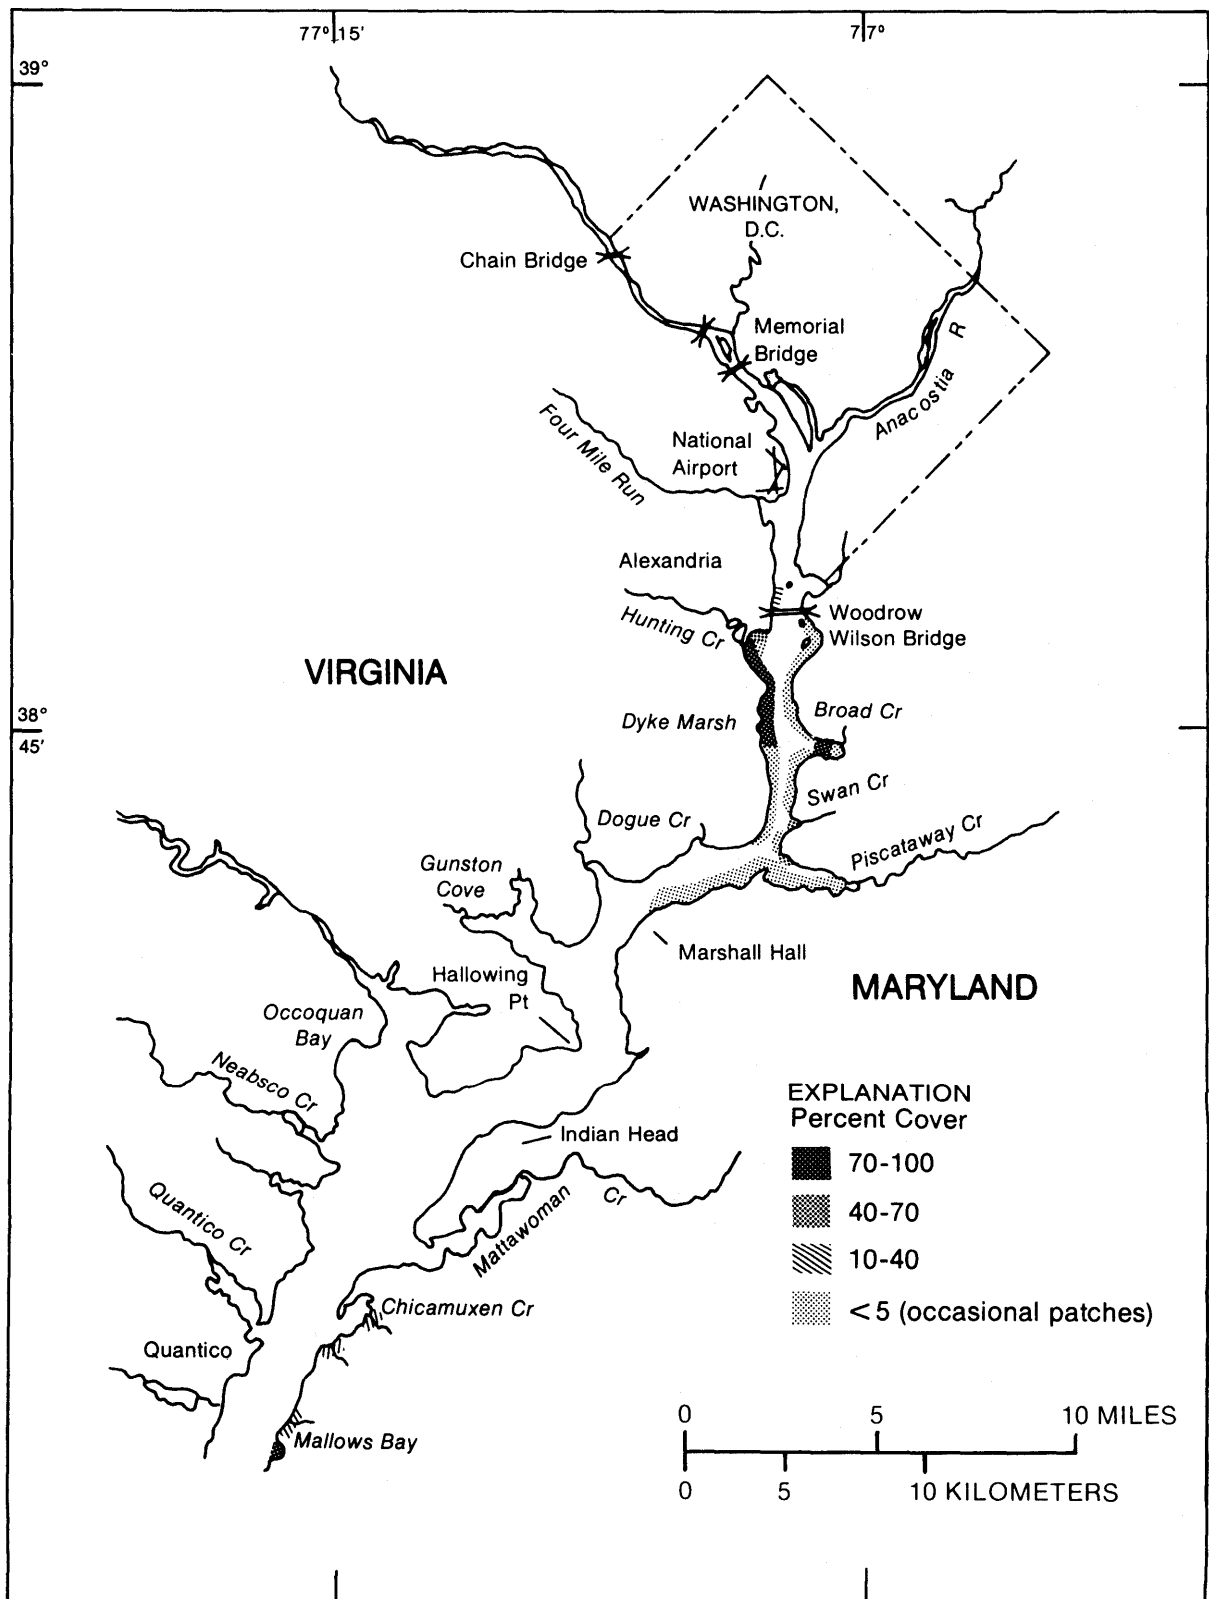 77° 15'
77°
39°
WASHINGTON,
D.C.
Chain Bridge
Memorial
Bridge
Anacostia R
Four Mile Run
National
Airport
Alexandria
Hunting Cr
Woodrow
Wilson Bridge
VIRGINIA
38°
45'
Dyke Marsh
Broad Cr
Swan Cr
Dogue Cr
Piscataway Cr
Gunston
Cove
Marshall Hall
Hallowing
Pt
MARYLAND
Occoquan
Bay
Neabsco Cr
Indian Head
Mattawoman Cr
Quantico Cr
Chicamuxen Cr
Quantico
Mallows Bay
EXPLANATION
Percent Cover
70-100
40-70
10-40
<5 (occasional patches)
0 5 10 MILES
0 5 10 KILOMETERS